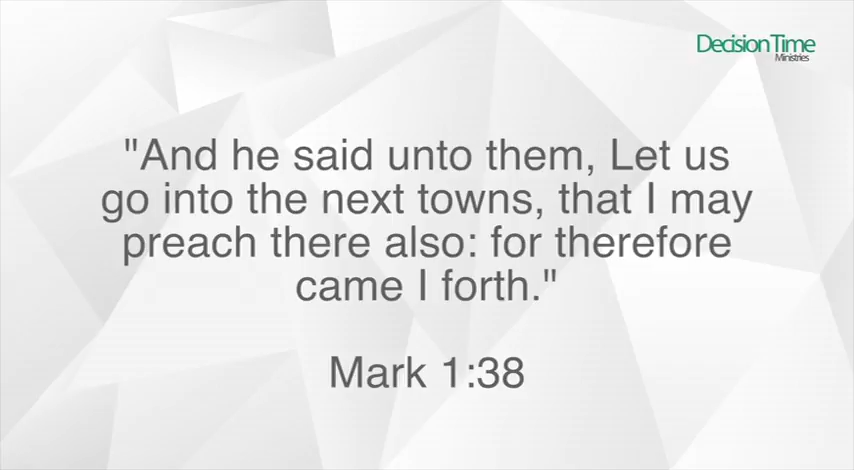 DecisionTime
Ministries
"And he said unto them, Let us
go into the next towns, that I may
preach there also: for therefore
came I forth."
Mark 1:38